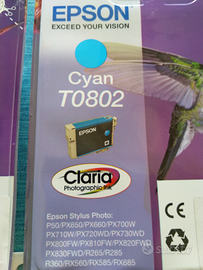 EPSON
EXCEED YOUR VISION
Cyan
T0802
EPSON
Claria
Photographic Ink
Epson Stylus Photo:
P50/PX650/PX660/PX700W
PX710W/PX720WD/PX730WD
PX800FW/PX810FW/PX820FWD
PX830FWD/R265/R285
R360/RX560/RX585/RX685
CE